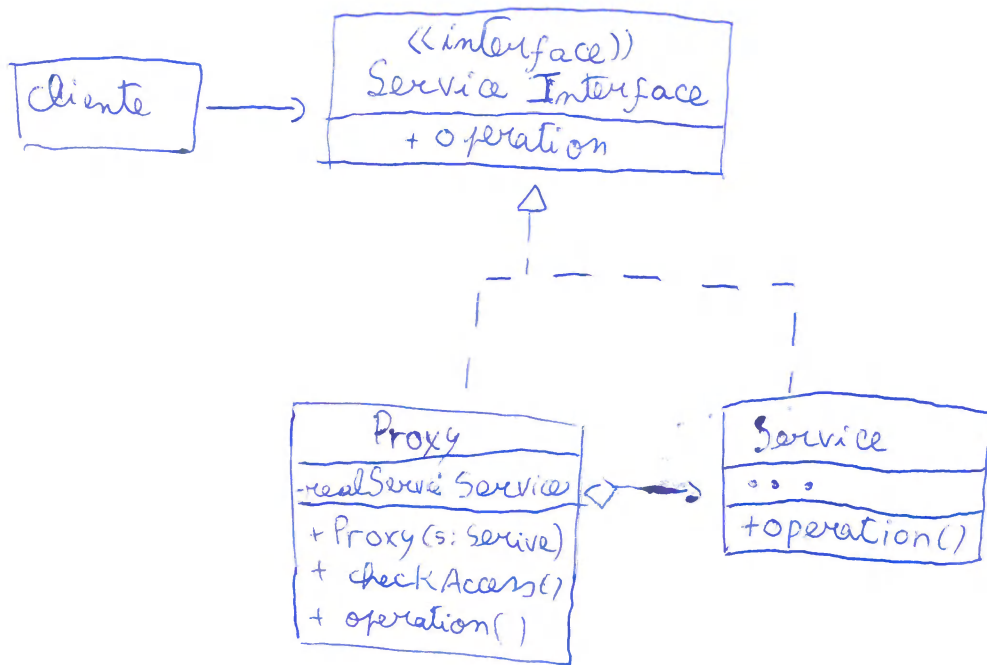 cliente
<<interface>>
Service Interface
+ operation
Proxy
-realServi Service
+ Proxy(s: Serive)
+ checkAccess()
+ operation()
Service
...
+operation()